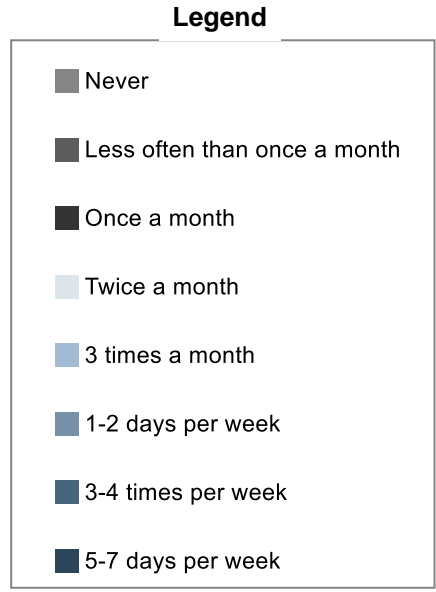 Legend
Never
Less often than once a month
Once a month
Twice a month
3 times a month
1-2 days per week
3-4 times per week
5-7 days per week